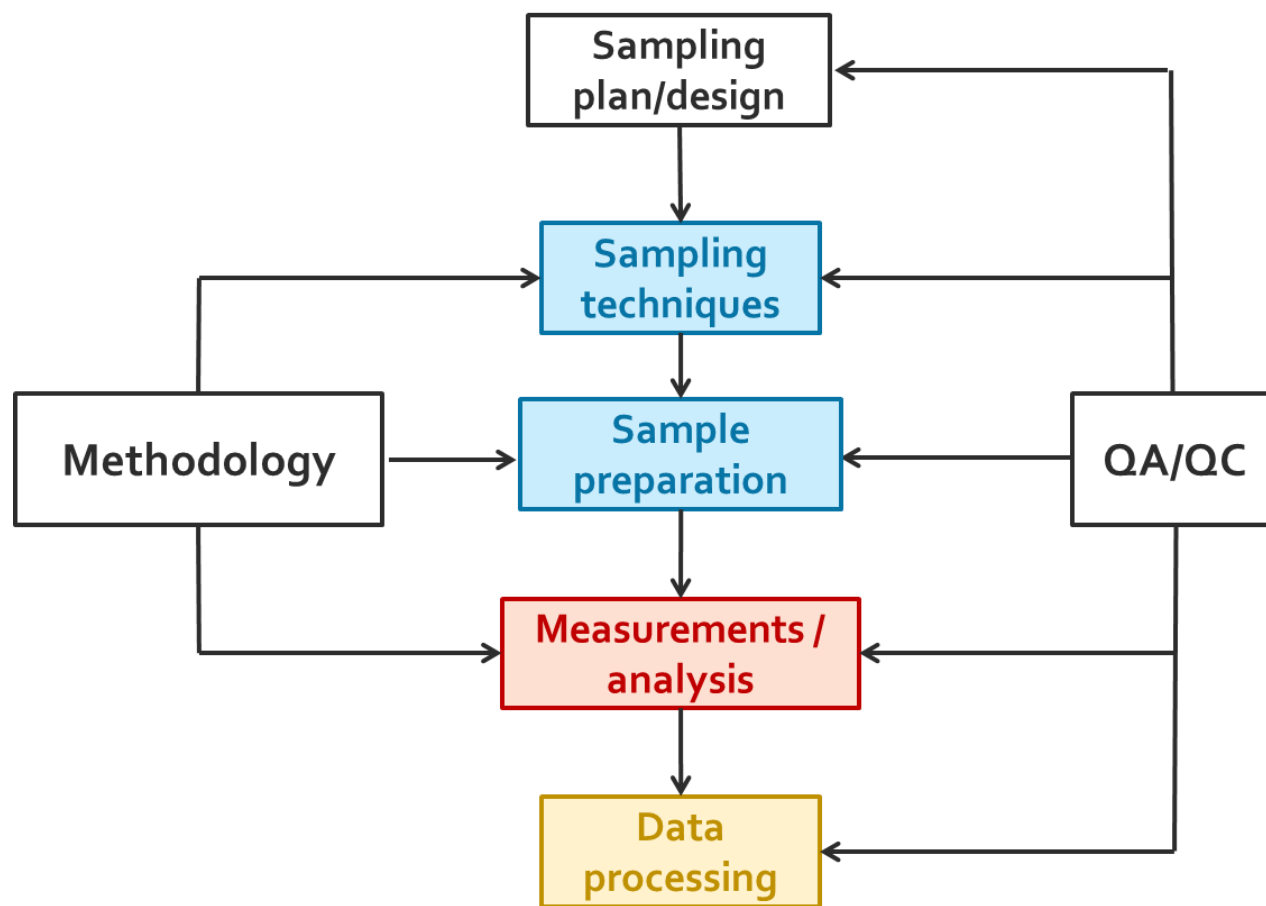 Sampling
plan/design
Sampling
techniques
Methodology
Sample
preparation
QA/QC
Measurements /
analysis
Data
processing